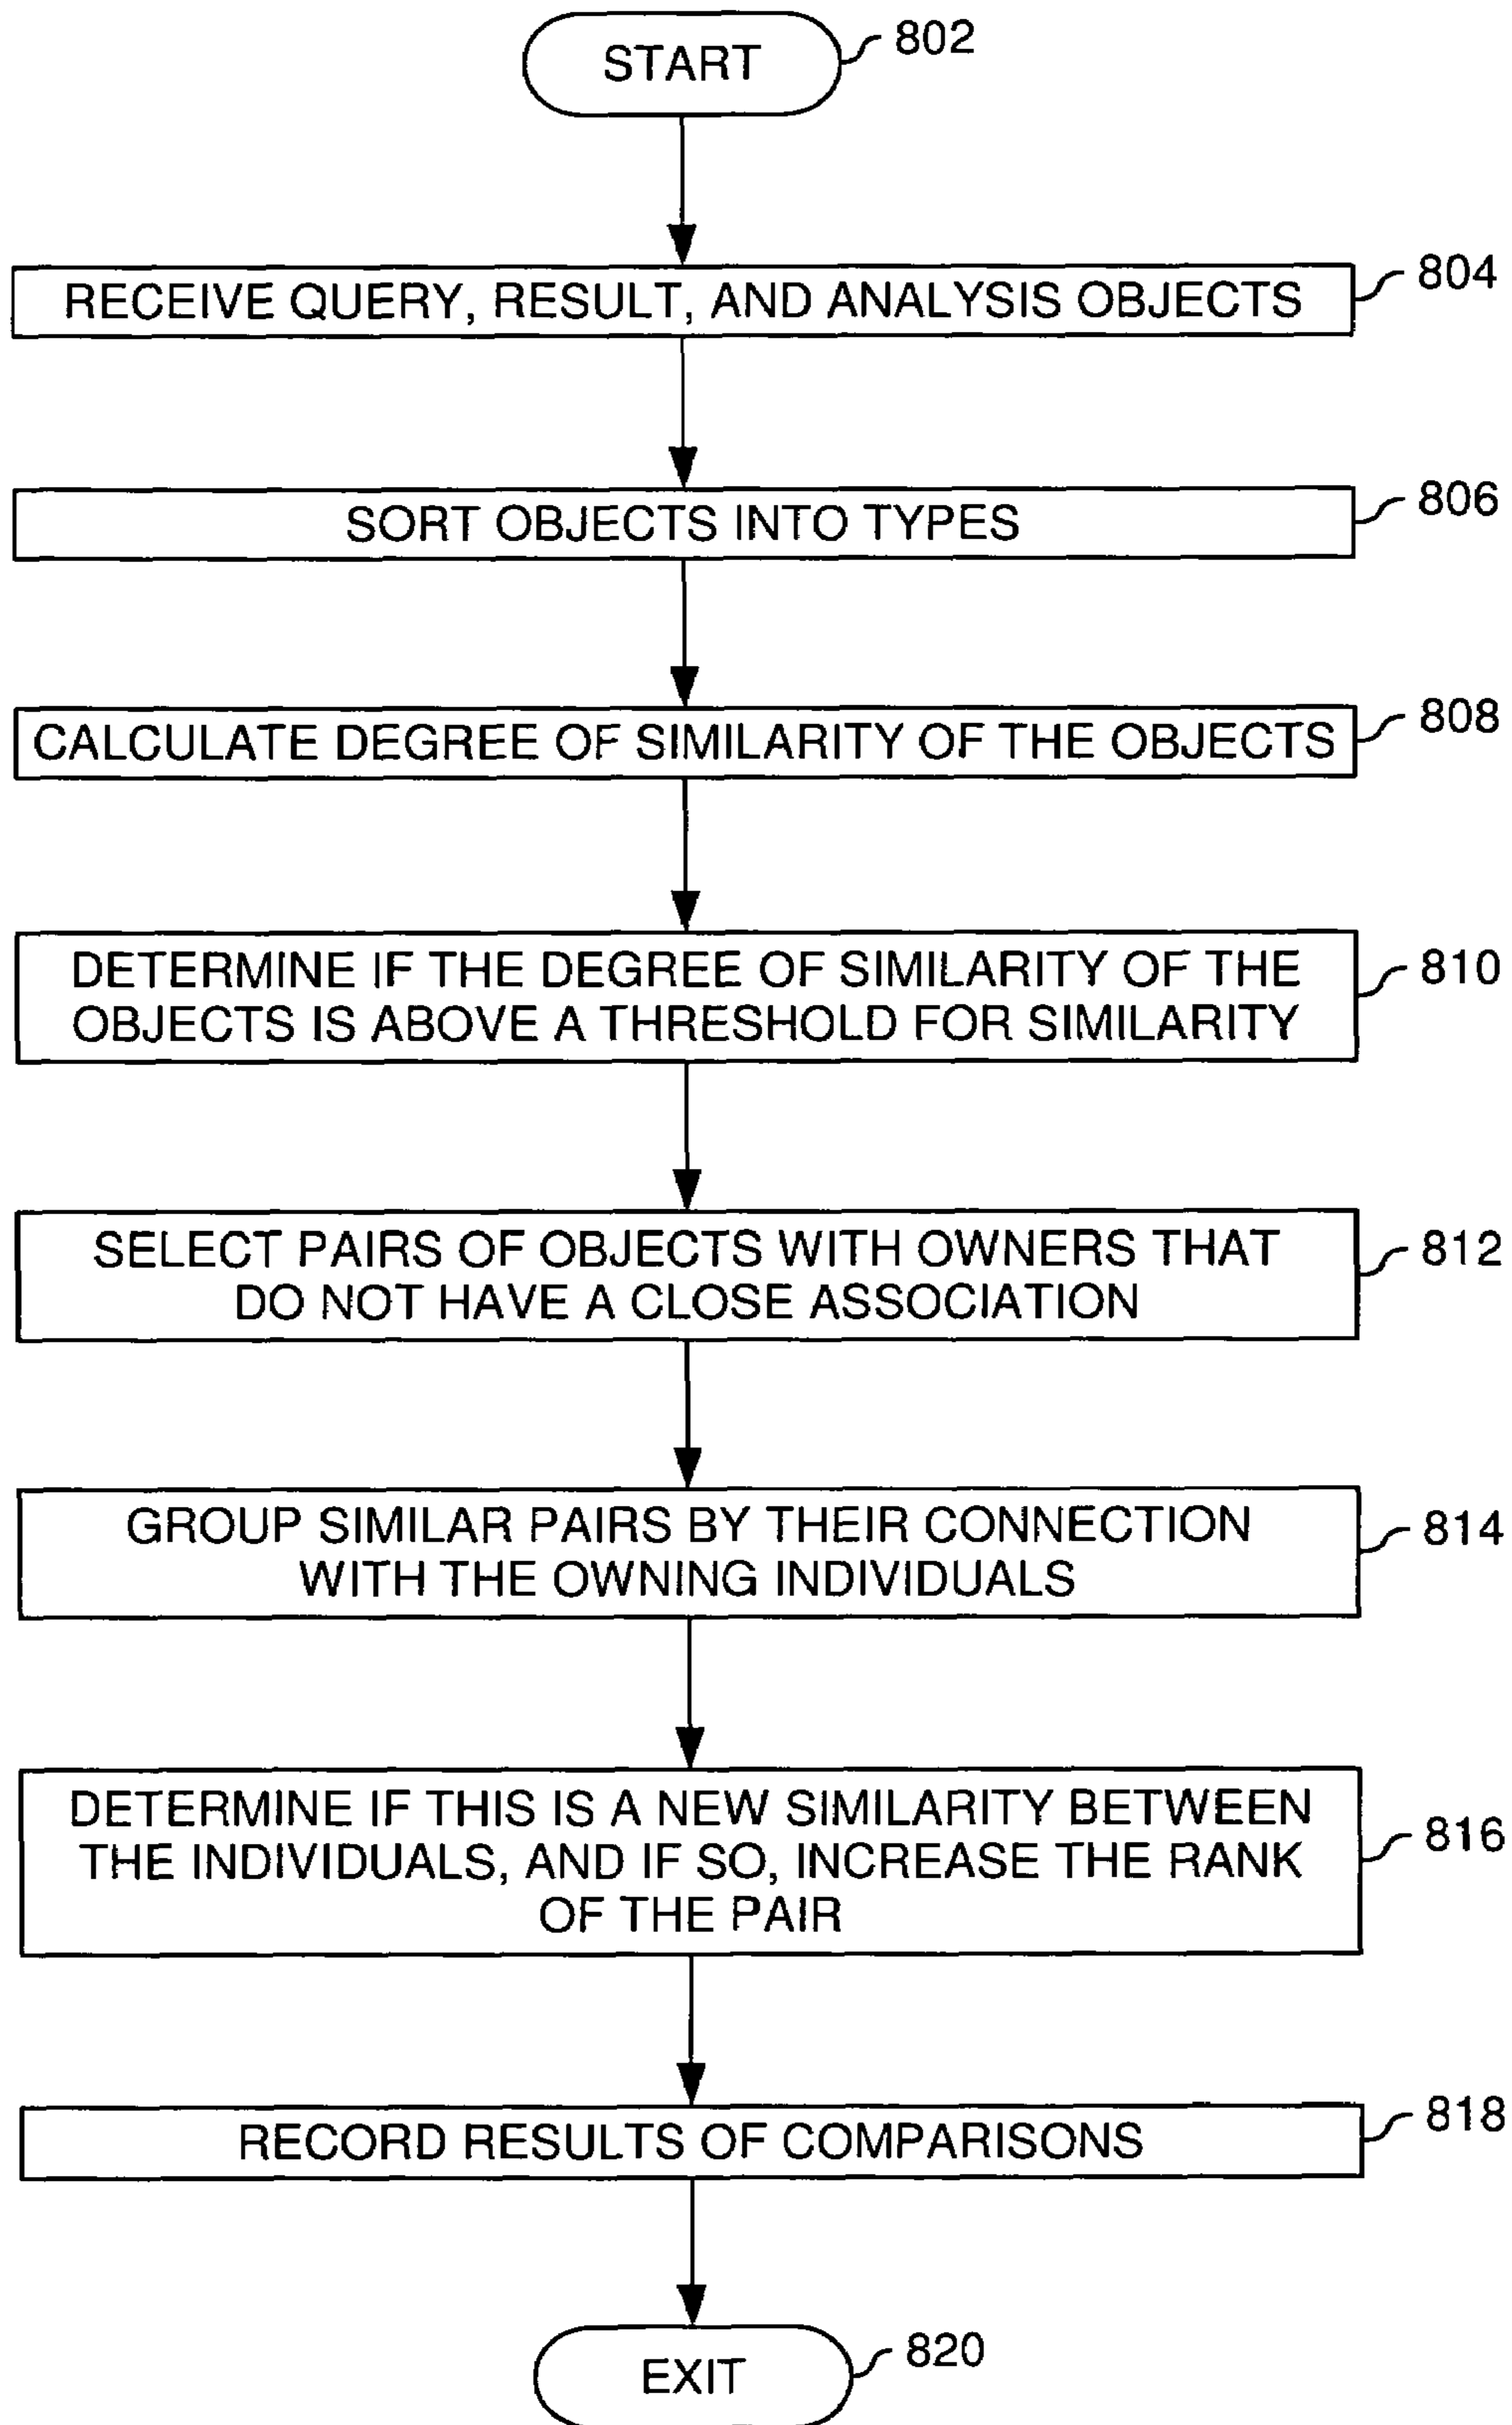 START
802
RECEIVE QUERY, RESULT, AND ANALYSIS OBJECTS
804
SORT OBJECTS INTO TYPES
806
CALCULATE DEGREE OF SIMILARITY OF THE OBJECTS
808
DETERMINE IF THE DEGREE OF SIMILARITY OF THE
OBJECTS IS ABOVE A THRESHOLD FOR SIMILARITY
810
SELECT PAIRS OF OBJECTS WITH OWNERS THAT
DO NOT HAVE A CLOSE ASSOCIATION
812
GROUP SIMILAR PAIRS BY THEIR CONNECTION
WITH THE OWNING INDIVIDUALS
814
DETERMINE IF THIS IS A NEW SIMILARITY BETWEEN
THE INDIVIDUALS, AND IF SO, INCREASE THE RANK
OF THE PAIR
816
RECORD RESULTS OF COMPARISONS
818
EXIT
820